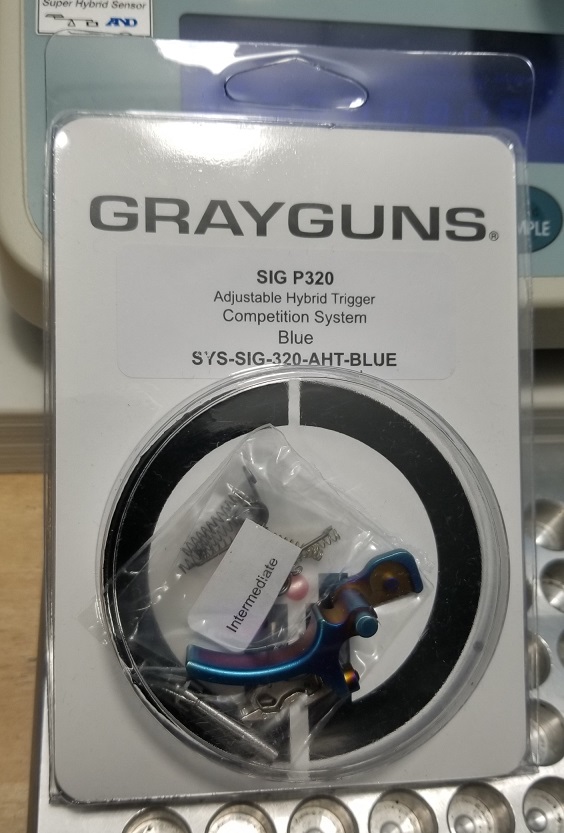 Super Hybrid Sensor
AND
GRAYGUNS®
SIG P320
Adjustable Hybrid Trigger
Competition System
Blue
SYS-SIG-320-AHT-BLUE
Intermediate